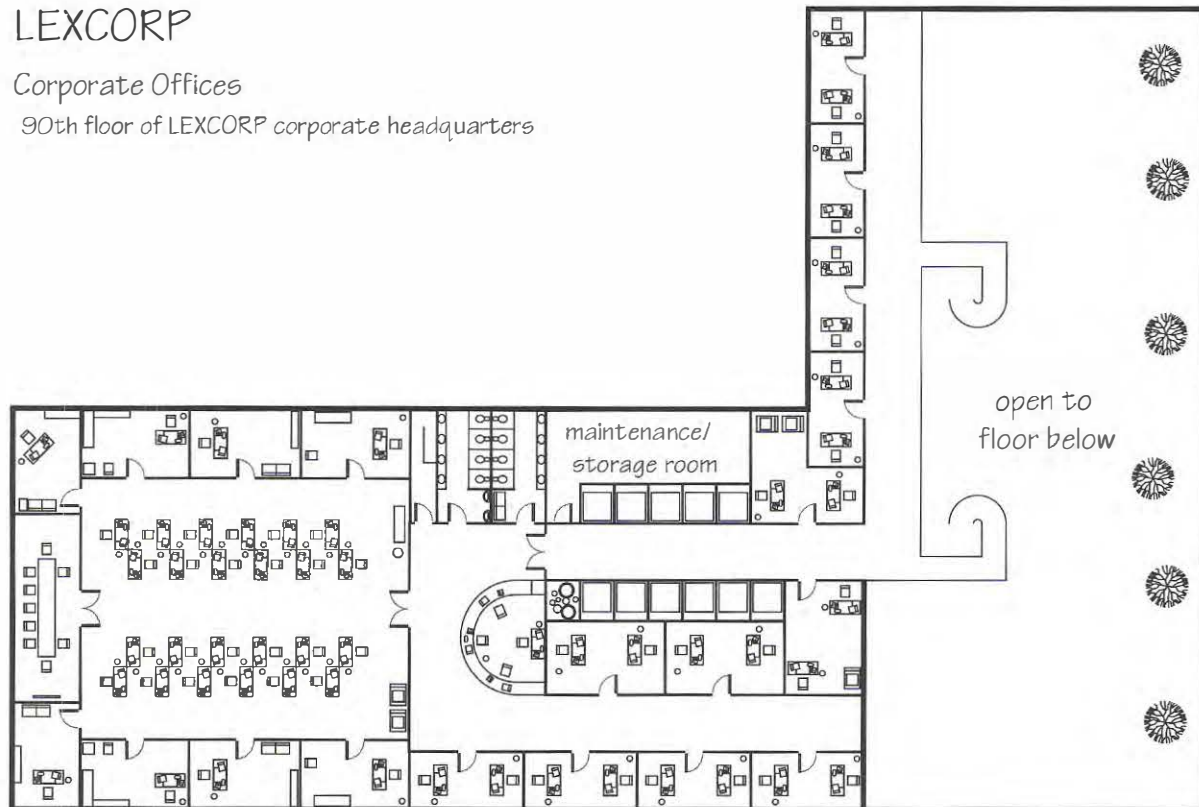 LEXCORP
Corporate Offices
90th floor of LEXCORP corporate headquarters
maintenance/
storage room
open to
floor below